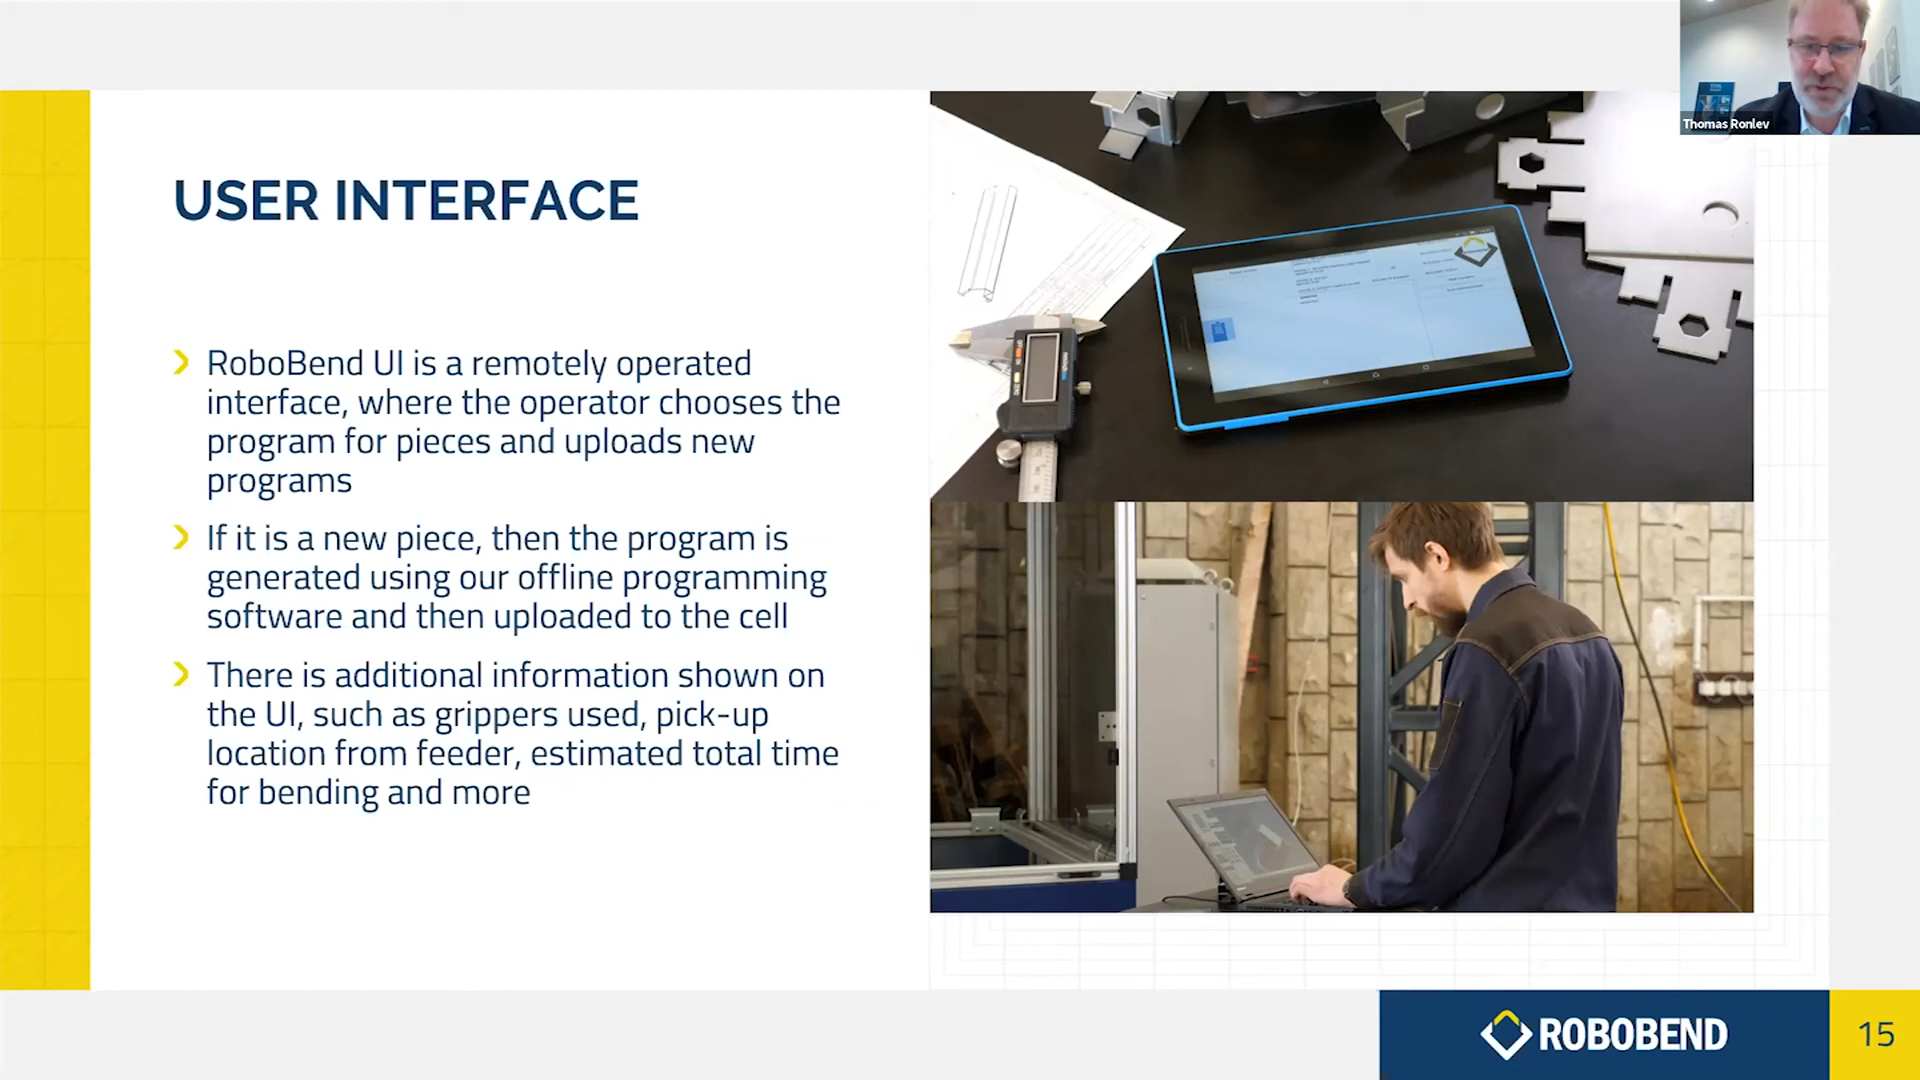 Thomas Ronlev
USER INTERFACE
RoboBend UI is a remotely operated
interface, where the operator chooses the
program for pieces and uploads new
programs
If it is a new piece, then the program is
generated using our offline programming
software and then uploaded to the cell
There is additional information shown on
the UI, such as grippers used, pick-up
location from feeder, estimated total time
for bending and more
ROBOBEND
15